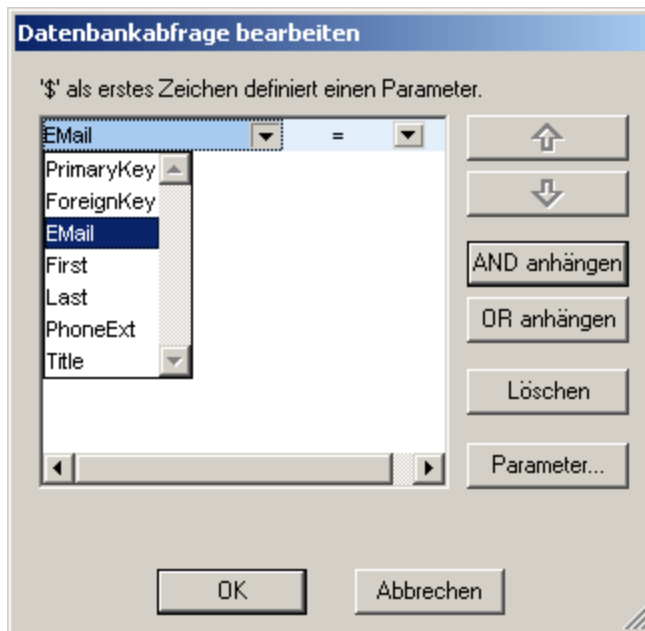 Datenbankabfrage bearbeiten
'$' als erstes Zeichen definiert einen Parameter.
EMail =
PrimaryKey
ForeignKey
EMail
First
Last
PhoneExt
Title
AND anhängen
OR anhängen
Löschen
Parameter...
OK Abbrechen